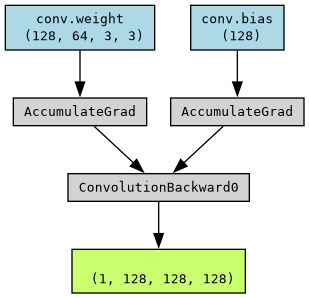 conv.weight
(128, 64, 3, 3)
conv.bias
(128)
AccumulateGrad
AccumulateGrad
ConvolutionBackward0
(1, 128, 128, 128)